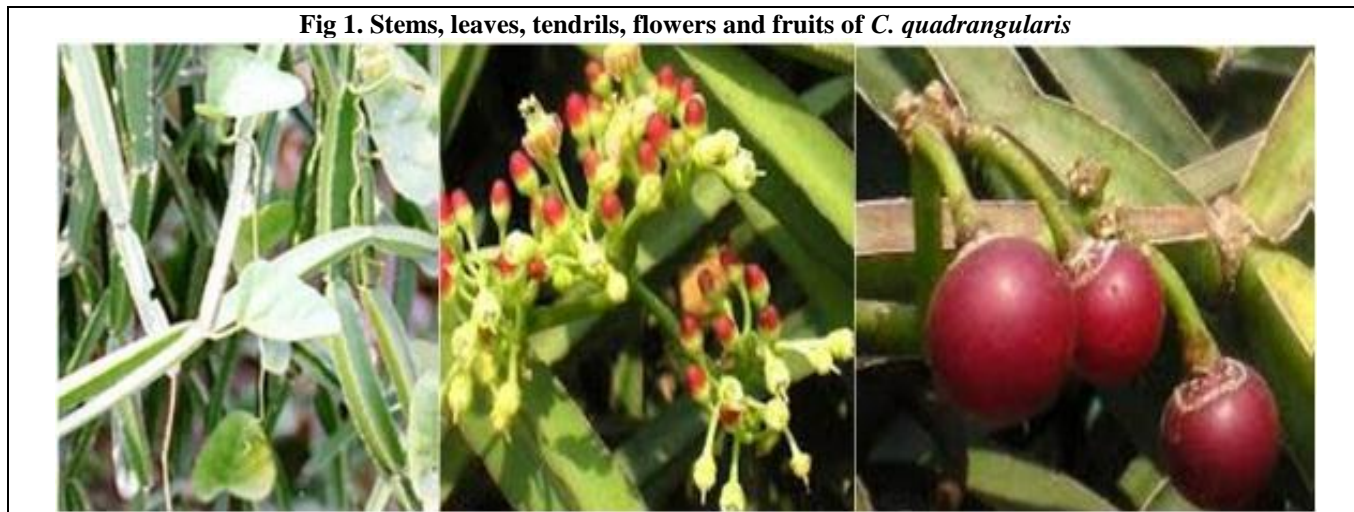 Fig 1. Stems, leaves, tendrils, flowers and fruits of C. quadrangularis